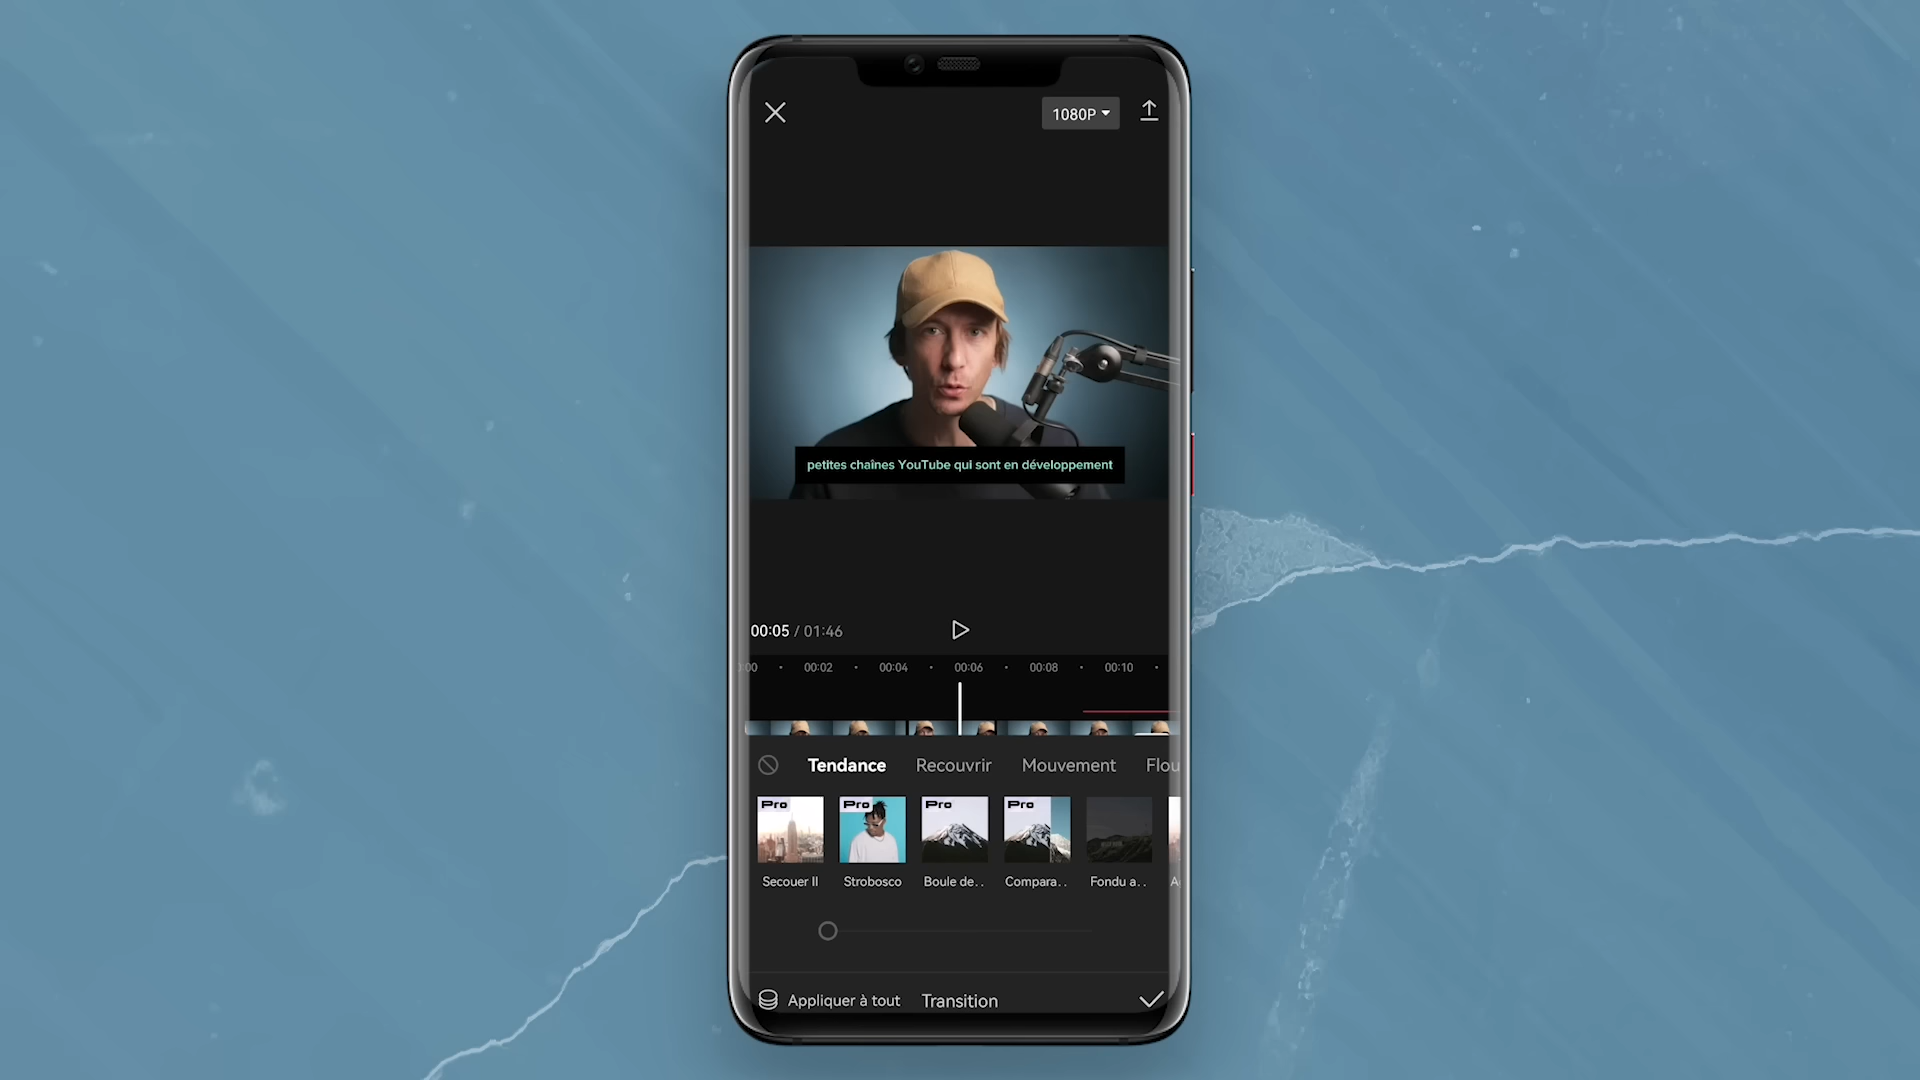 1080P
petites chaînes YouTube qui sont en développement
00:05 / 01:46
:00 00:02 00:04 00:06 00:08 00:10
Tendance Recouvrir Mouvement Flou
Pro Pro Pro Pro
Secouer II Strobosco Boule de.. Compara.. Fondu a..
Appliquer à tout Transition